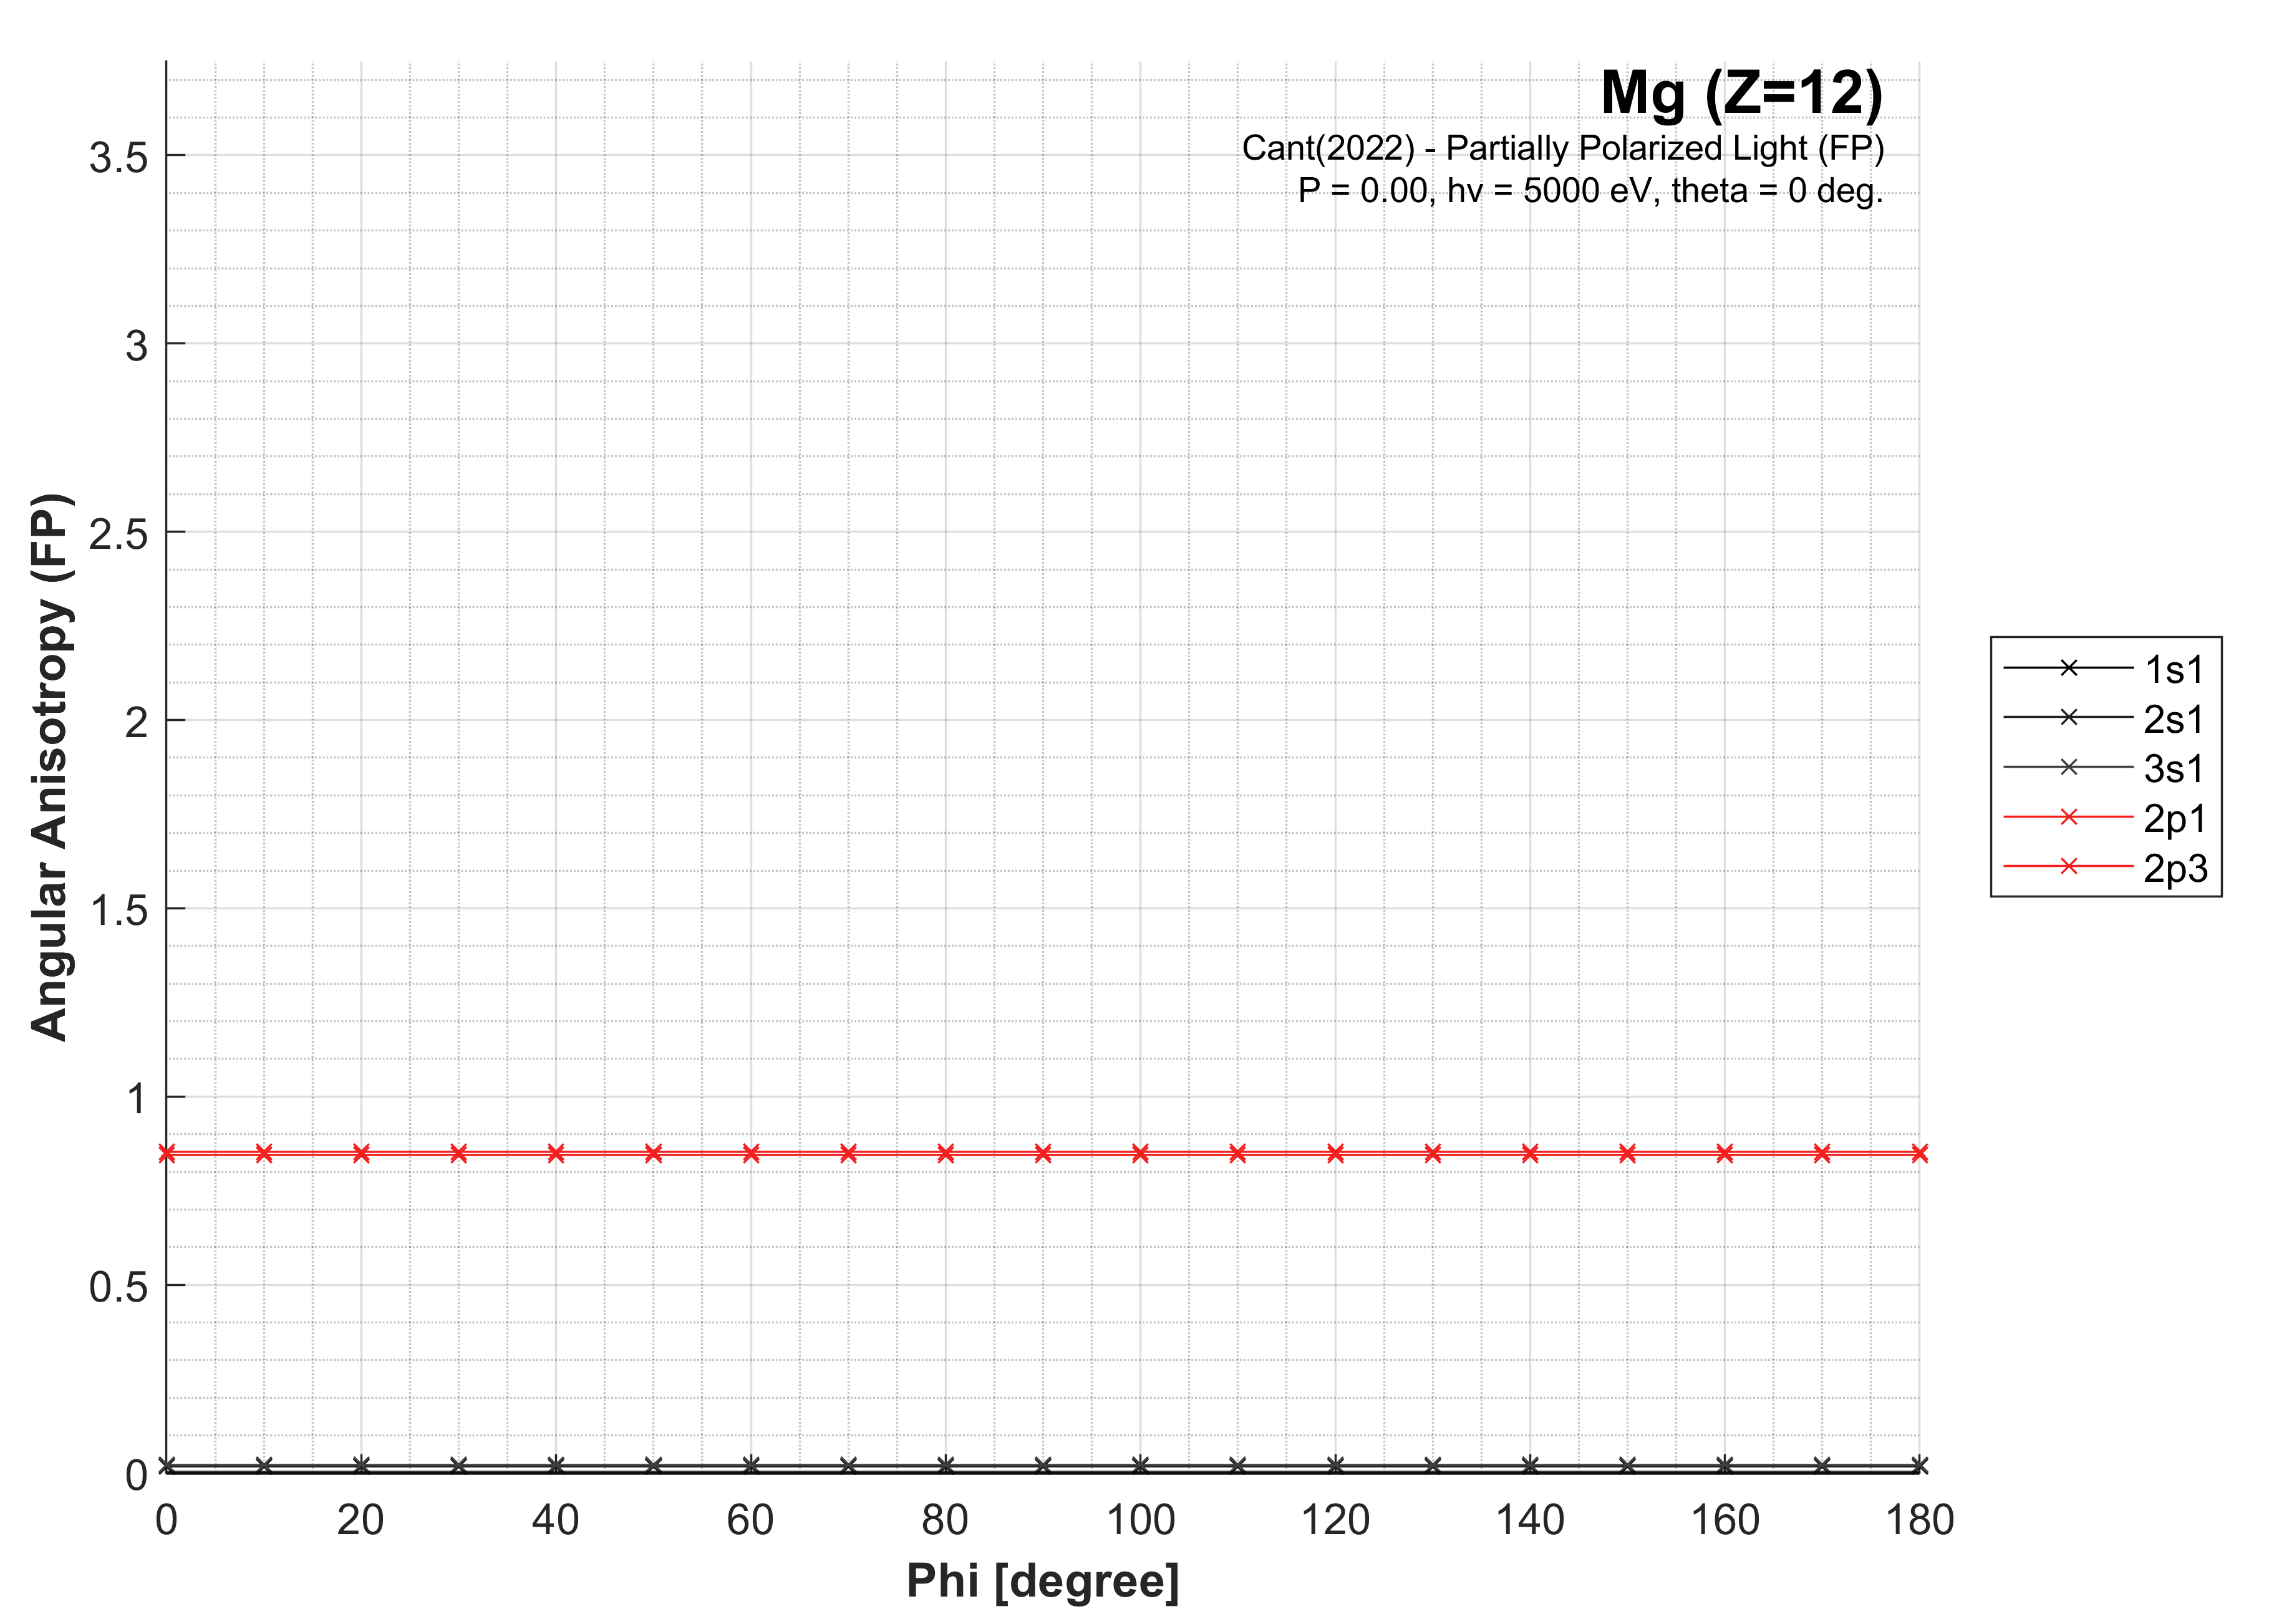 Mg (Z=12)
Cant(2022) - Partially Polarized Light (FP)
P = 0.00, hv = 5000 eV, theta = 0 deg.
Angular Anisotropy (FP)
3.5
3
2.5
2
1.5
1
0.5
0
0 20 40 60 80 100 120 140 160 180
Phi [degree]
1s1
2s1
3s1
2p1
2p3